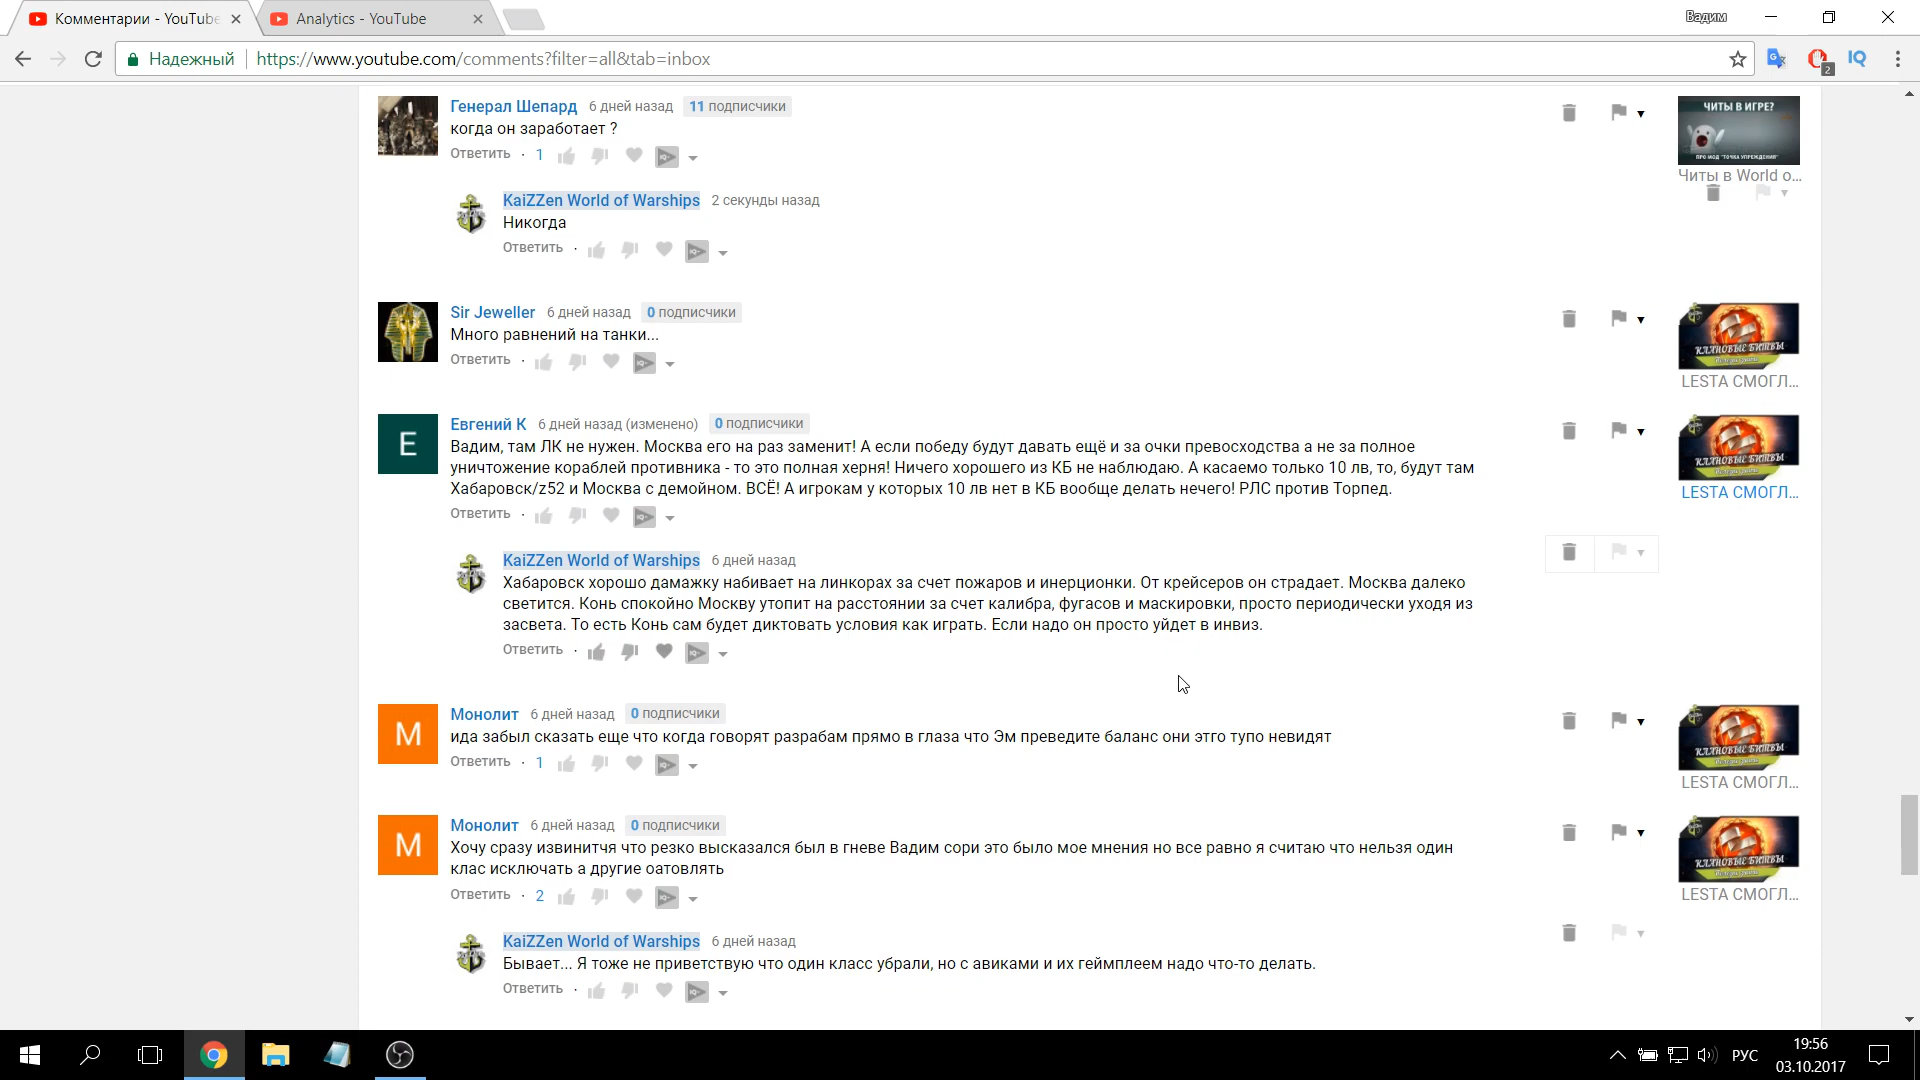 Комментарии - YouTube
Analytics - YouTube
Вадим
Надежный
https://www.youtube.com/comments?filter=all&tab=inbox
2
IQ
Генерал Шепард 6 дней назад 11 подписчики
когда он заработает ?
Ответить · 1
ЧИТЫ В ИГРЕ?
ПРО МОД "ТОЧКА УПРЕЖДЕНИЯ"
Читы в World o...
KaiZZen World of Warships 2 секунды назад
Никогда
Ответить ·
Sir Jeweller 6 дней назад 0 подписчики
Много равнений на танки...
Ответить ·
КЛАНОВЫЕ БИТВЫ
LESTA СМОГЛ...
Евгений К 6 дней назад (изменено) 0 подписчики
Вадим, там ЛК не нужен. Москва его на раз заменит! А если победу будут давать ещё и за очки превосходства а не за полное
уничтожение кораблей противника - то это полная херня! Ничего хорошего из КБ не наблюдаю. А касаемо только 10 лв, то, будут там
Хабаровск/z52 и Москва с демойном. ВСЁ! А игрокам у которых 10 лв нет в КБ вообще делать нечего! РЛС против Торпед.
Ответить ·
E
КЛАНОВЫЕ БИТВЫ
LESTA СМОГЛ...
KaiZZen World of Warships 6 дней назад
Хабаровск хорошо дамажку набивает на линкорах за счет пожаров и инерционки. От крейсеров он страдает. Москва далеко
светится. Конь спокойно Москву утопит на расстоянии за счет калибра, фугасов и маскировки, просто периодически уходя из
засвета. То есть Конь сам будет диктовать условия как играть. Если надо он просто уйдет в инвиз.
Ответить ·
М
Монолит 6 дней назад 0 подписчики
ида забыл сказать еще что когда говорят разрабам прямо в глаза что Эм преведите баланс они этго тупо невидят
Ответить · 1
КЛАНОВЫЕ БИТВЫ
LESTA СМОГЛ...
М
Монолит 6 дней назад 0 подписчики
Хочу сразу извинитчя что резко высказался был в гневе Вадим сори это было мое мнения но все равно я считаю что нельзя один
клас исключать а другие оатовлять
Ответить · 2
КЛАНОВЫЕ БИТВЫ
LESTA СМОГЛ...
KaiZZen World of Warships 6 дней назад
Бывает... Я тоже не приветствую что один класс убрали, но с авиками и их геймплеем надо что-то делать.
Ответить ·
РУС
19:56
03.10.2017